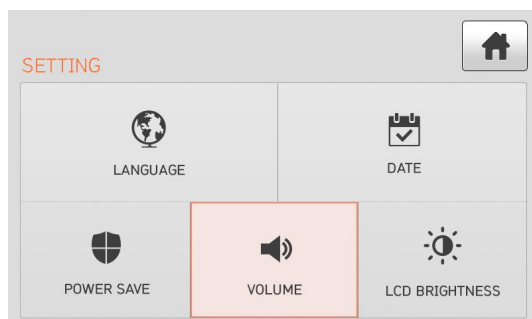 SETTING
LANGUAGE
DATE
POWER SAVE
VOLUME
LCD BRIGHTNESS